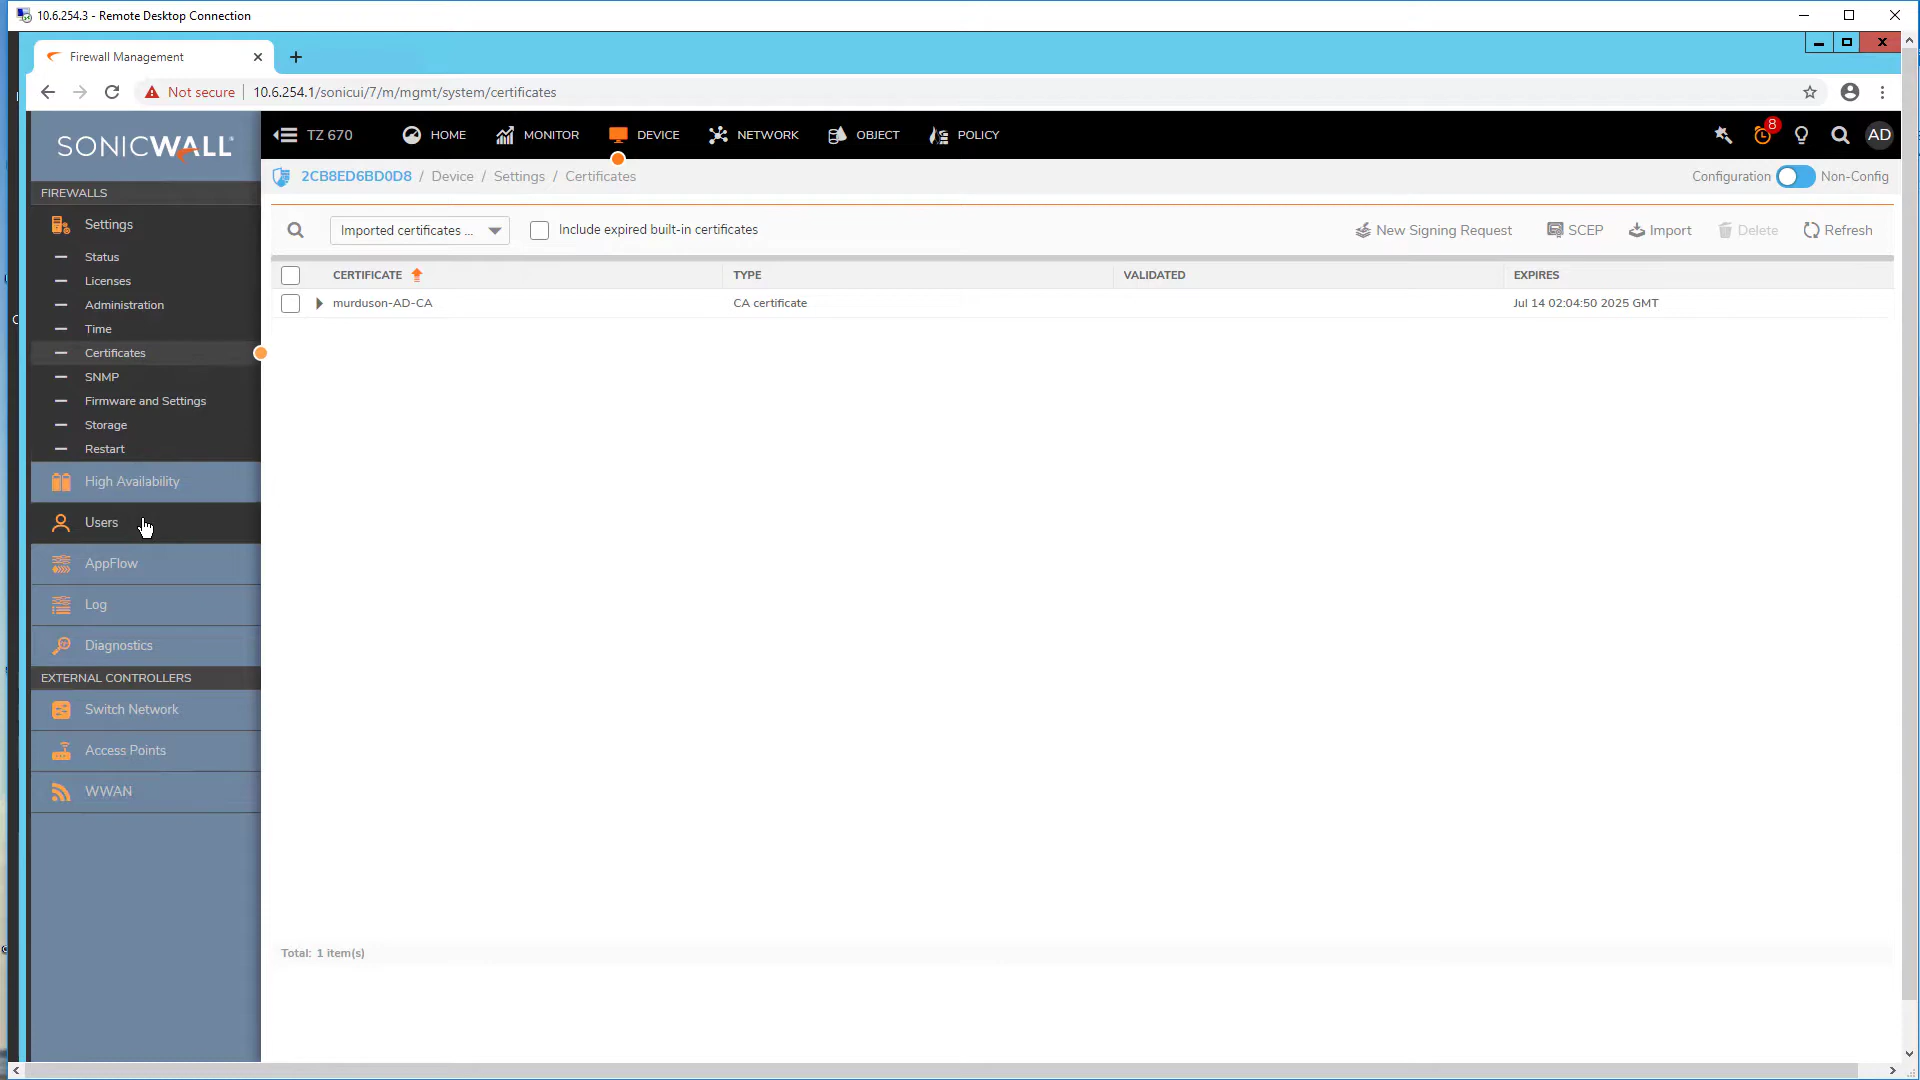 10.6.254.3 - Remote Desktop Connection
Firewall Management
Not secure
10.6.254.1/sonicui/7/m/mgmt/system/certificates
SONICWALL
TZ 670
HOME
MONITOR
DEVICE
NETWORK
OBJECT
POLICY
8
AD
2CB8ED6BD0D8 / Device / Settings / Certificates
Configuration
Non-Config
FIREWALLS
Settings
Status
Licenses
Administration
Time
Certificates
SNMP
Firmware and Settings
Storage
Restart
High Availability
Users
AppFlow
Log
Diagnostics
EXTERNAL CONTROLLERS
Switch Network
Access Points
WWAN
Imported certificates ...
Include expired built-in certificates
New Signing Request
SCEP
Import
Delete
Refresh
CERTIFICATE
TYPE
VALIDATED
EXPIRES
murduson-AD-CA
CA certificate
Jul 14 02:04:50 2025 GMT
Total: 1 item(s)